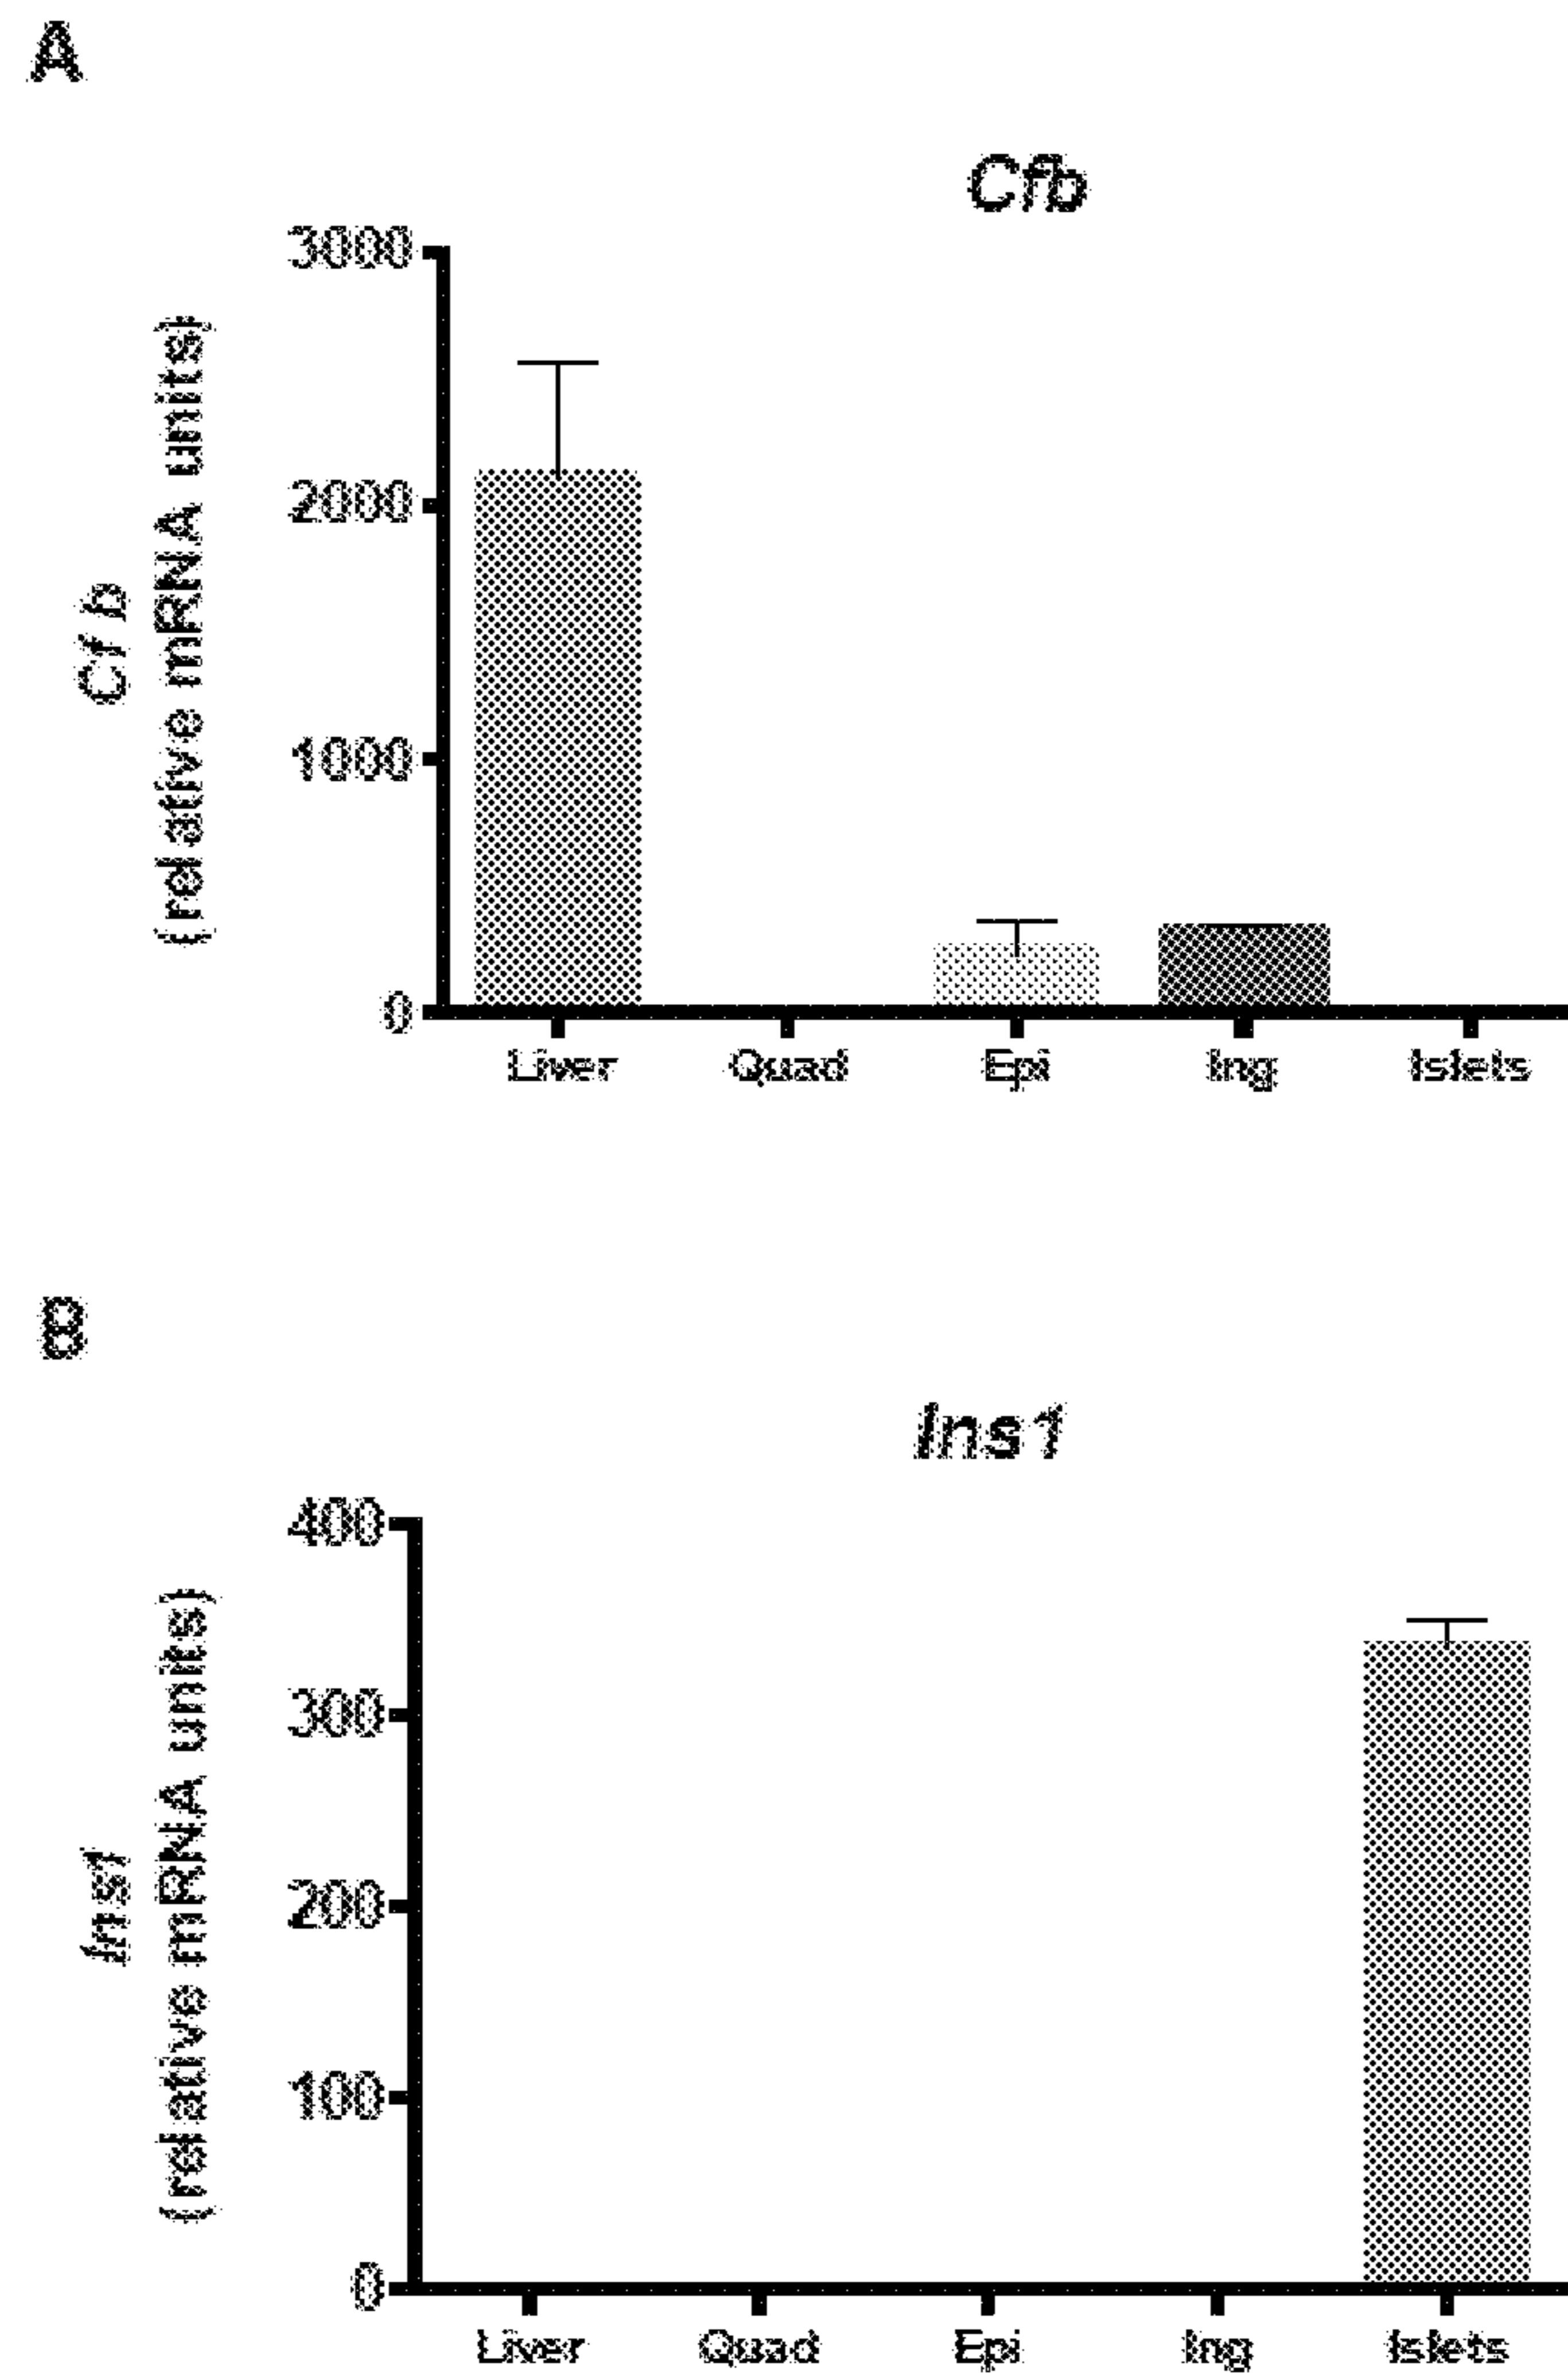 A
Cfb
Cfb
(relative mRNA units)
3000
2000
1000
0
Liver Quad Epi Ing Islets
B
Ins1
Ins1
(relative mRNA units)
400
300
200
100
0
Liver Quad Epi Ing Islets